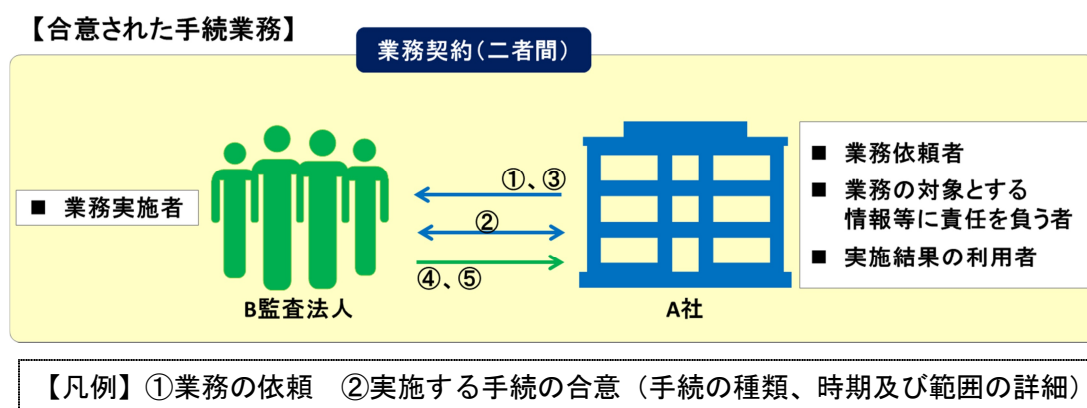 【合意された手続業務】
業務契約（二者間）
■ 業務実施者
①、③
②
④、⑤
B監査法人
A社
■ 業務依頼者
■ 業務の対象とする
情報等に責任を負う者
■ 実施結果の利用者
【凡例】①業務の依頼　②実施する手続の合意（手続の種類、時期及び範囲の詳細）